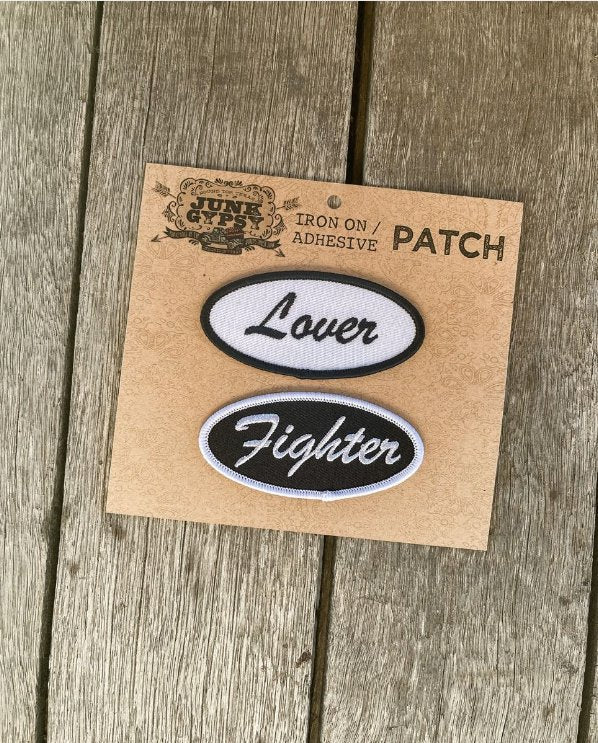 JUNK
GYPSY
IRON ON /
ADHESIVE
PATCH
Lover
Fighter